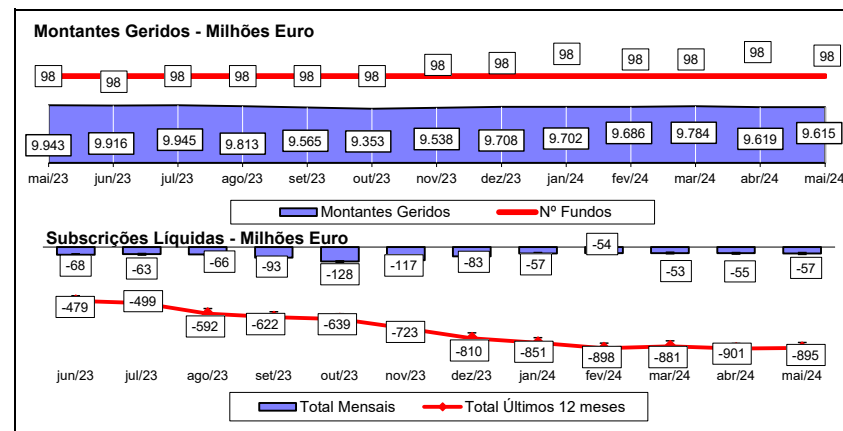 Montantes Geridos - Milhões Euro
98 98 98 98 98 98 98 98 98 98 98 98 98
9.943 9.916 9.945 9.813 9.565 9.353 9.538 9.708 9.702 9.686 9.784 9.619 9.615
mai/23 jun/23 jul/23 ago/23 set/23 out/23 nov/23 dez/23 jan/24 fev/24 mar/24 abr/24 mai/24
Montantes Geridos Nº Fundos
Subscrições Líquidas - Milhões Euro
-68 -63 -66 -93 -128 -117 -83 -57 -54 -53 -55 -57
-479 -499 -592 -622 -639 -723 -810 -851 -898 -881 -901 -895
jun/23 jul/23 ago/23 set/23 out/23 nov/23 dez/23 jan/24 fev/24 mar/24 abr/24 mai/24
Total Mensais Total Últimos 12 meses